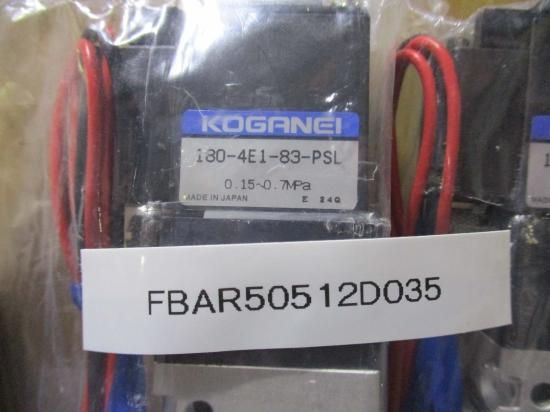 KOGANEI
180-4E1-83-PSL
0.15~0.7MPa
MADE IN JAPAN E 24Q
FBAR50512D035